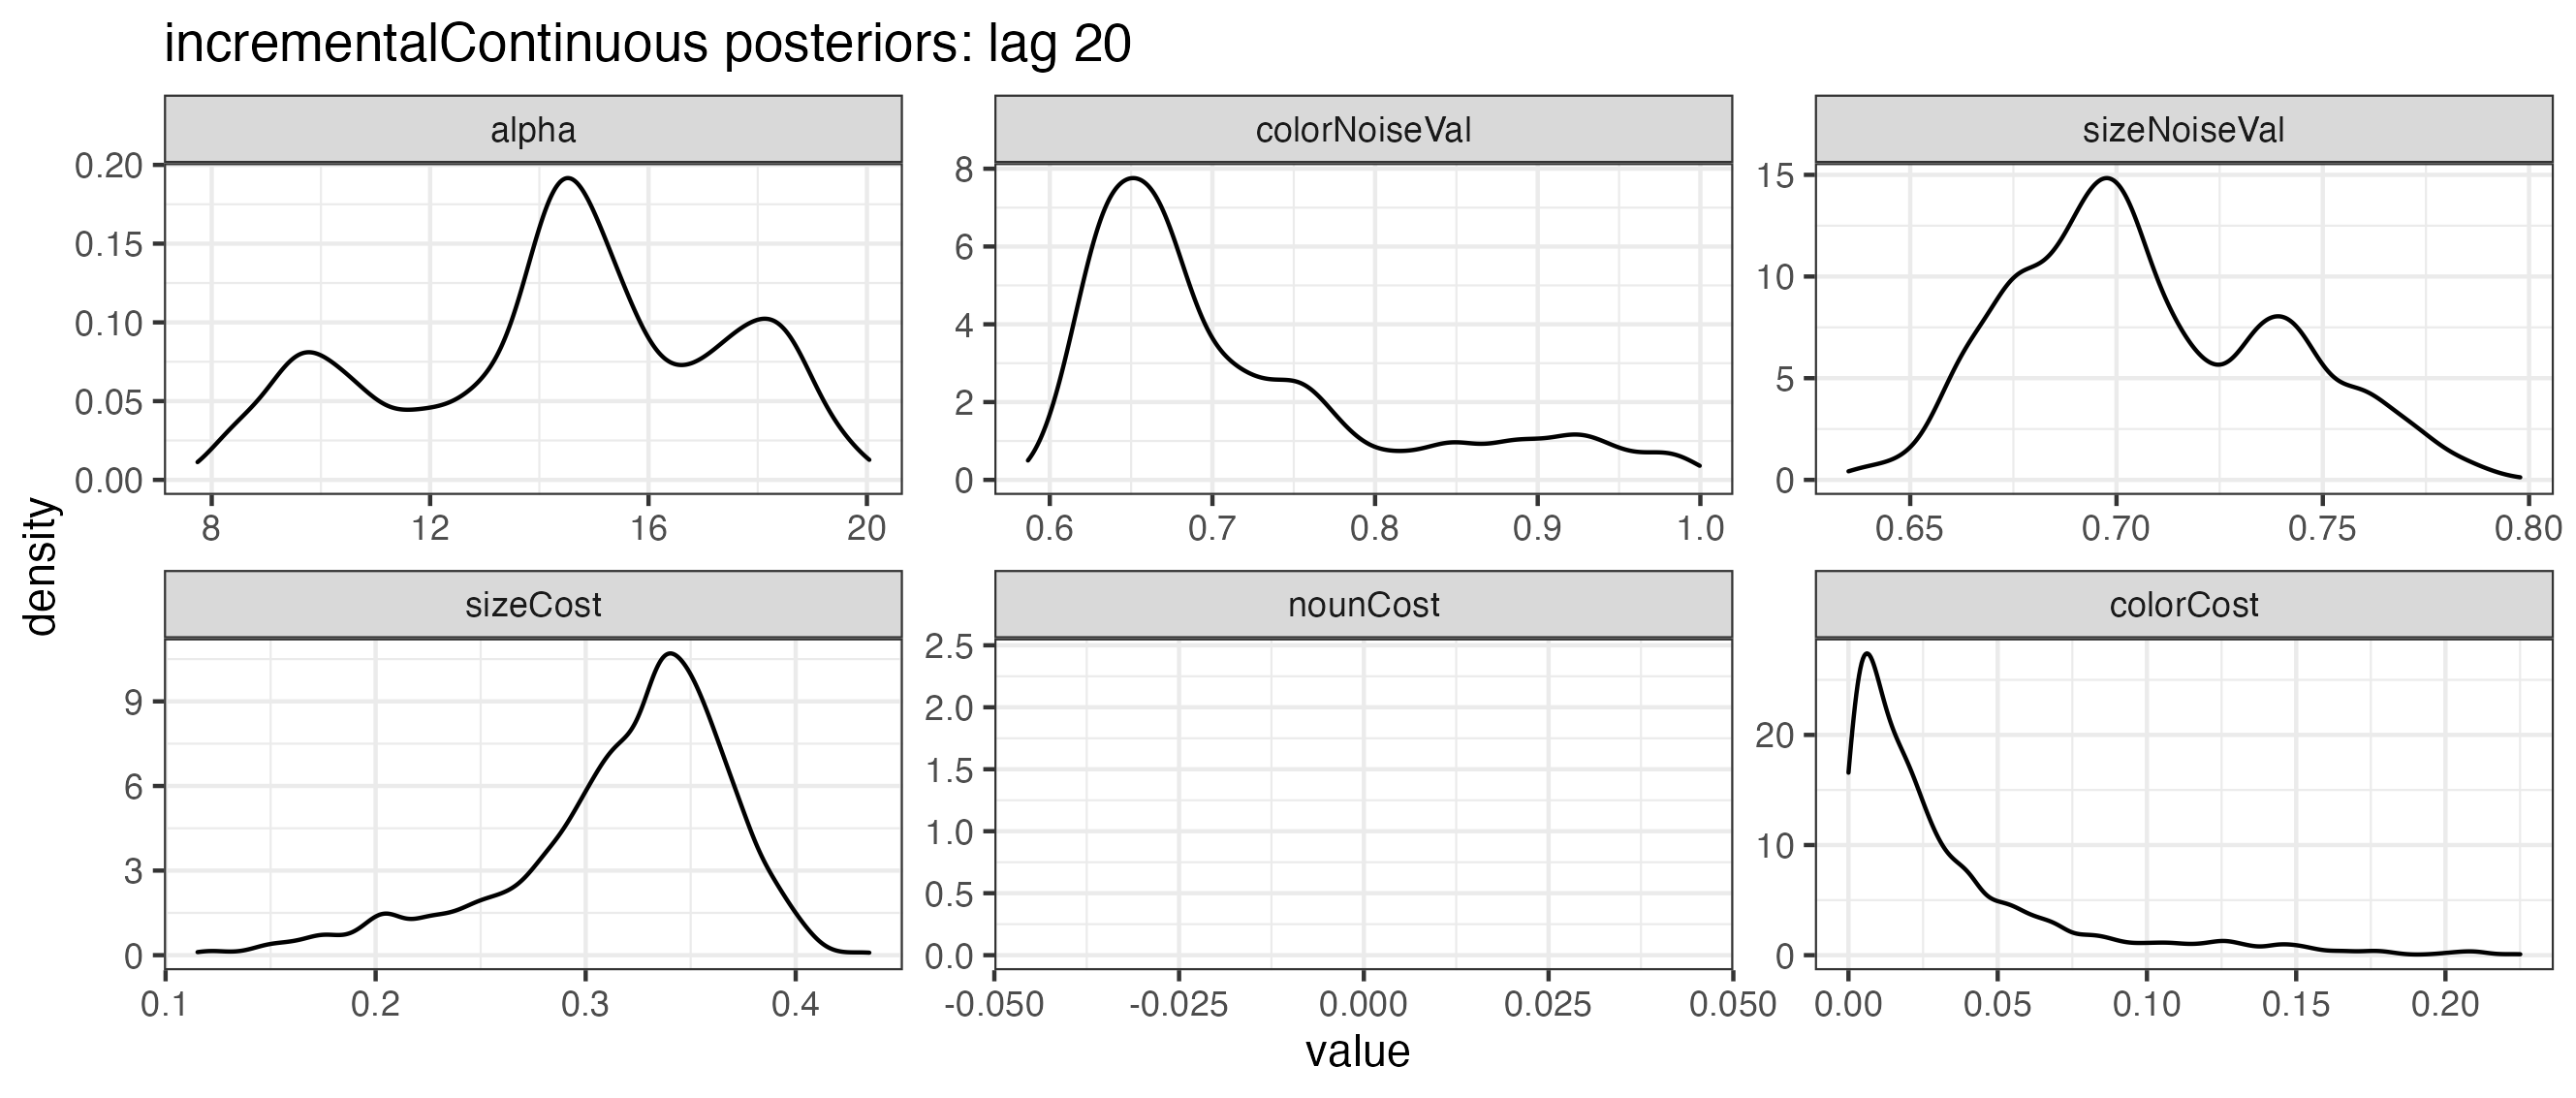 incrementalContinuous posteriors: lag 20
alpha
colorNoiseVal
sizeNoiseVal
0.20
0.15
0.10
0.05
0.00
8 12 16 20
8
6
4
2
0
0.6 0.7 0.8 0.9 1.0
15
10
5
0
0.65 0.70 0.75 0.80
density
sizeCost
nounCost
colorCost
9
6
3
0
0.1 0.2 0.3 0.4
2.5
2.0
1.5
1.0
0.5
0.0
-0.050 -0.025 0.000 0.025 0.050
20
10
0
0.00 0.05 0.10 0.15 0.20
value